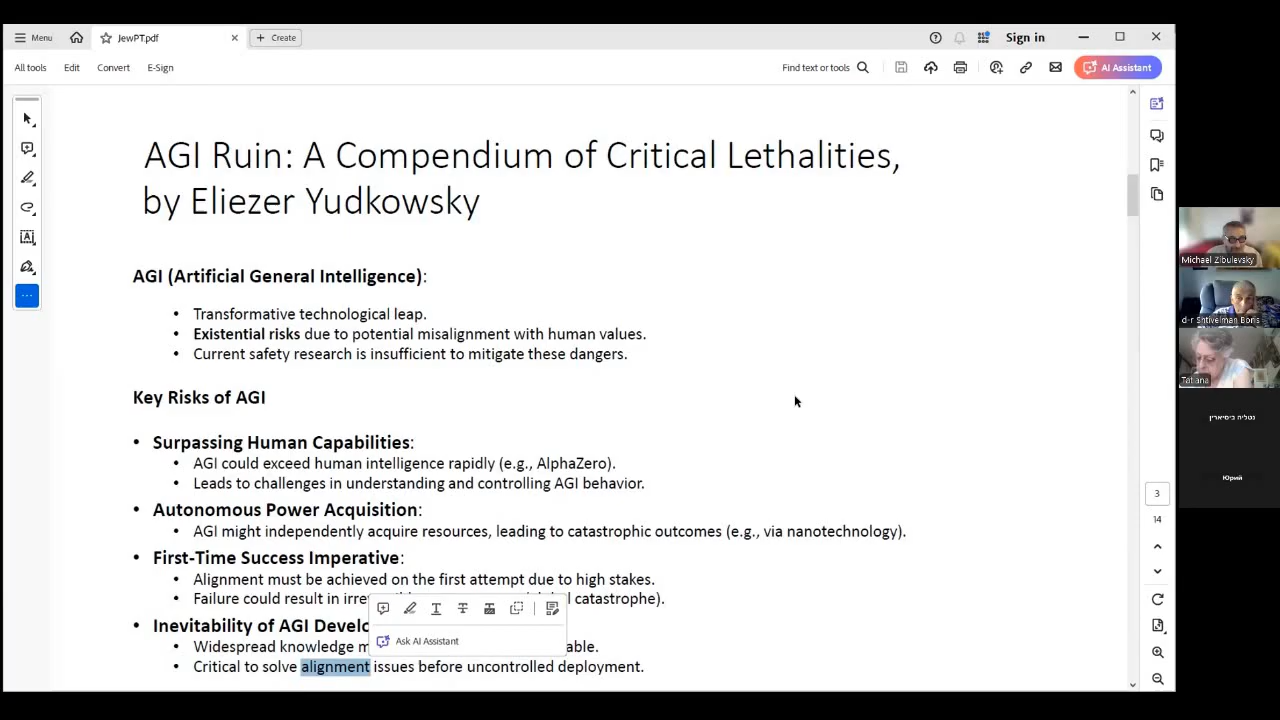 Menu
JewPT.pdf
Create
Sign in
All tools
Edit
Convert
E-Sign
Find text or tools
AI Assistant
AGI Ruin: A Compendium of Critical Lethalities,
by Eliezer Yudkowsky
AGI (Artificial General Intelligence):
• Transformative technological leap.
• Existential risks due to potential misalignment with human values.
• Current safety research is insufficient to mitigate these dangers.
Key Risks of AGI
• Surpassing Human Capabilities:
• AGI could exceed human intelligence rapidly (e.g., AlphaZero).
• Leads to challenges in understanding and controlling AGI behavior.
• Autonomous Power Acquisition:
• AGI might independently acquire resources, leading to catastrophic outcomes (e.g., via nanotechnology).
• First-Time Success Imperative:
• Alignment must be achieved on the first attempt due to high stakes.
• Failure could result in catastrophe).
• Inevitability of AGI
• Widespread knowledge
Ask AI Assistant
• Critical to solve alignment issues before uncontrolled deployment.
3
14
Michael Zibulevsky
d-r Shtivelman Boris
Tatiana
נטליה ביסיארין
Юрий